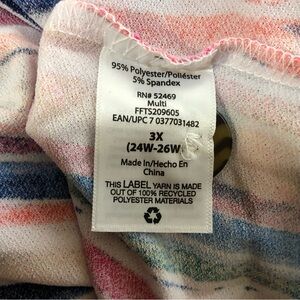 95% Polyester/Poliéster
5% Spandex
RN# 52469
Multi
FFTS209605
EAN/UPC 7 0377031482
3X
(24W-26W
Made In/Hecho En
China
THIS LABEL YARN IS MADE
OUT OF 100% RECYCLED
POLYESTER MATERIALS